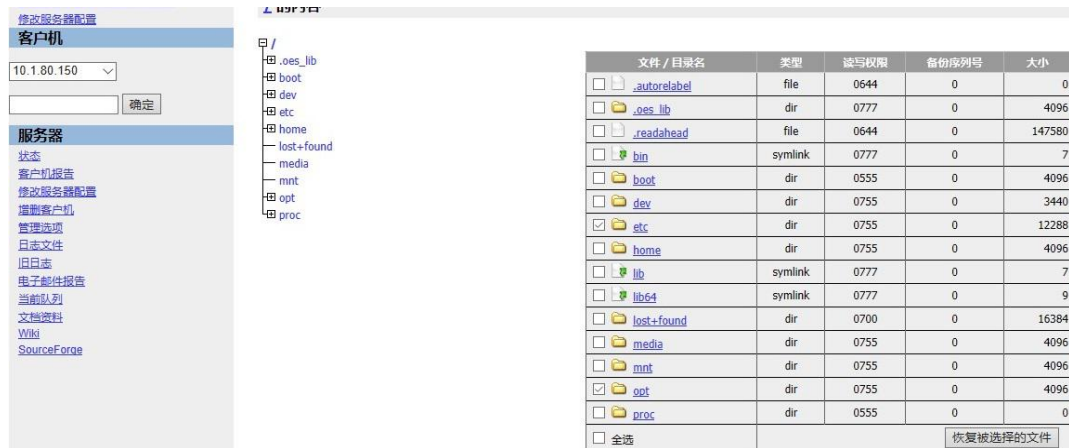 修改服务器配置
客户机
10.1.80.150
确定
服务器
状态
客户机报告
修改服务器配置
增删客户机
管理选项
日志文件
旧日志
电子邮件报告
当前队列
文档资料
Wiki
SourceForge
/ 的内容
/
.oes_lib
boot
dev
etc
home
lost+found
media
mnt
opt
proc
文件 / 目录名 类型 读写权限 备份序列号 大小
.autorelabel file 0644 0 0
.oes_lib dir 0777 0 4096
.readahead file 0644 0 147580
bin symlink 0777 0 7
boot dir 0555 0 4096
dev dir 0755 0 3440
etc dir 0755 0 12288
home dir 0755 0 4096
lib symlink 0777 0 7
lib64 symlink 0777 0 9
lost+found dir 0700 0 16384
media dir 0755 0 4096
mnt dir 0755 0 4096
opt dir 0755 0 4096
proc dir 0555 0 0
全选 恢复被选择的文件